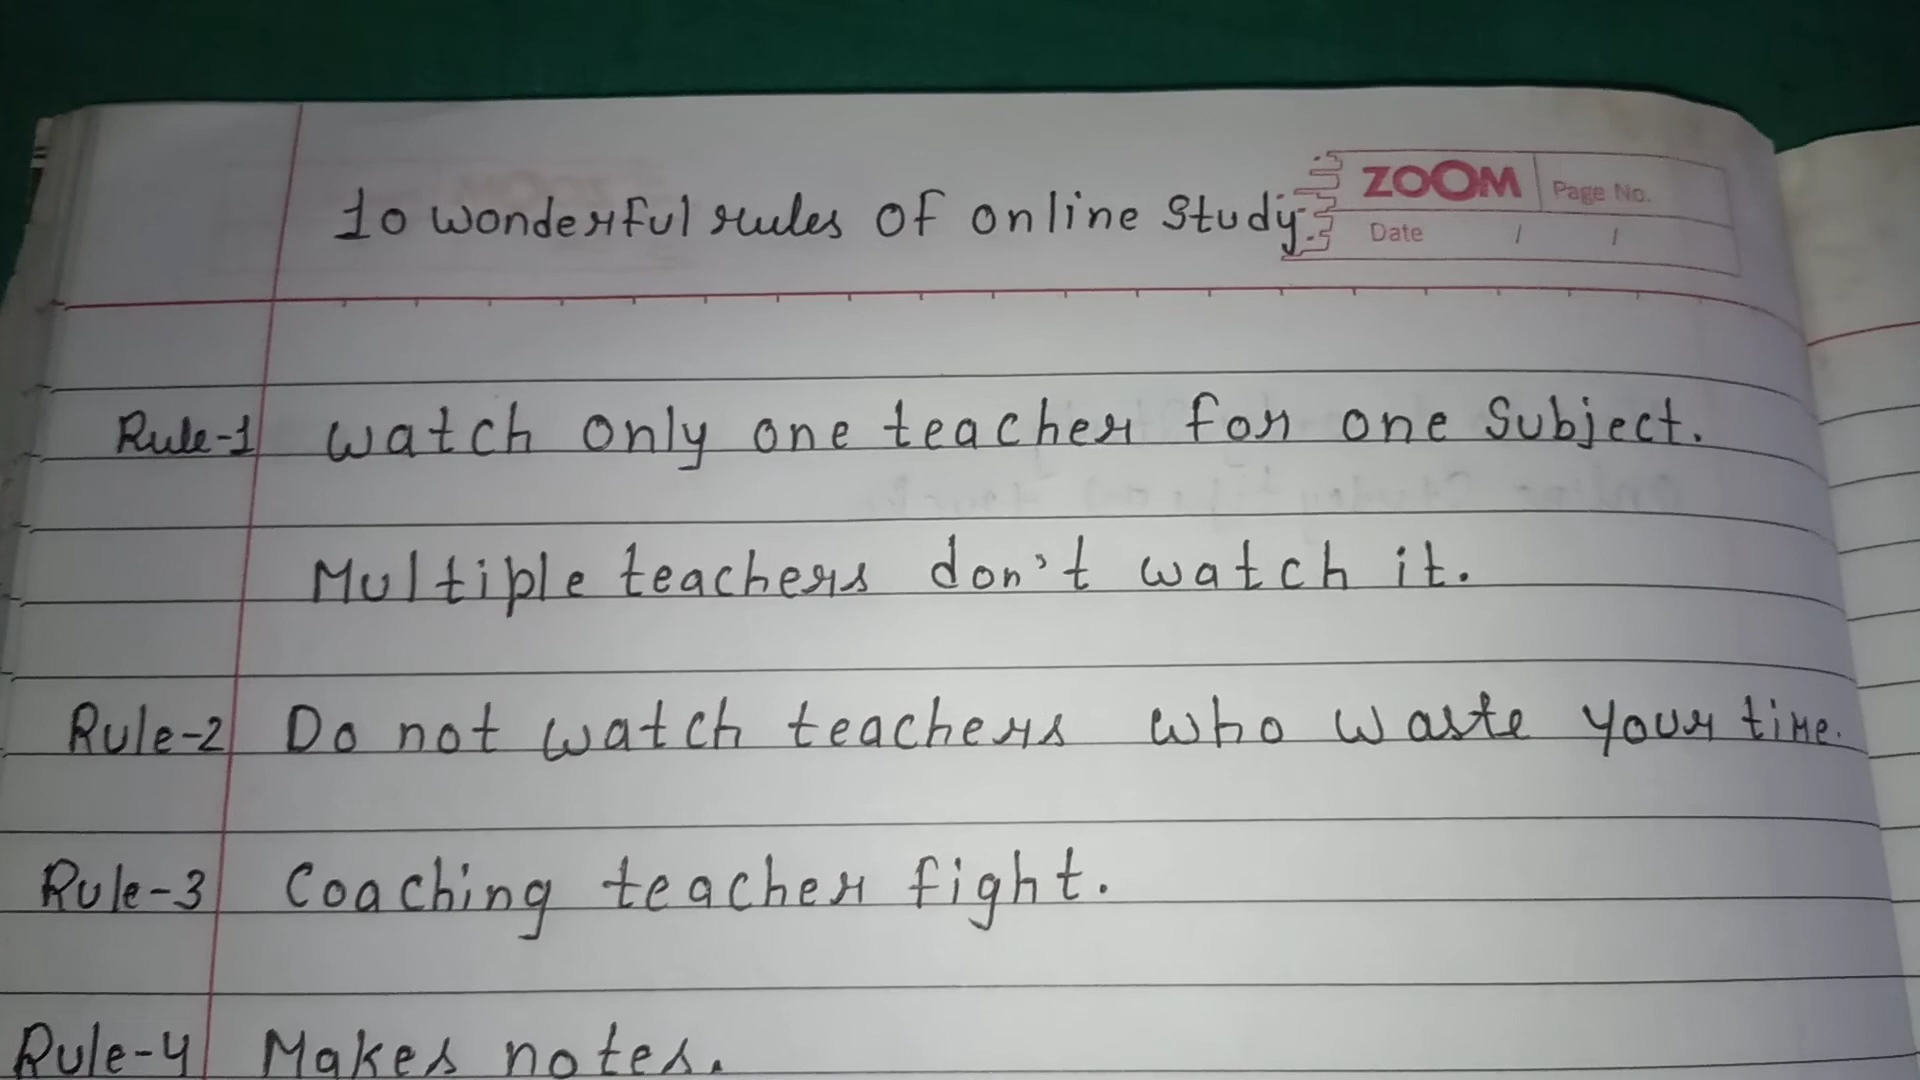 10 wonderful rules of online study.
ZOOM
Page No.
Date / /
Rule-1 watch only one teacher for one subject.
Multiple teachers don't watch it.
Rule-2 Do not watch teachers who waste your time.
Rule-3 Coaching teacher fight.
Rule-4 Makes notes.